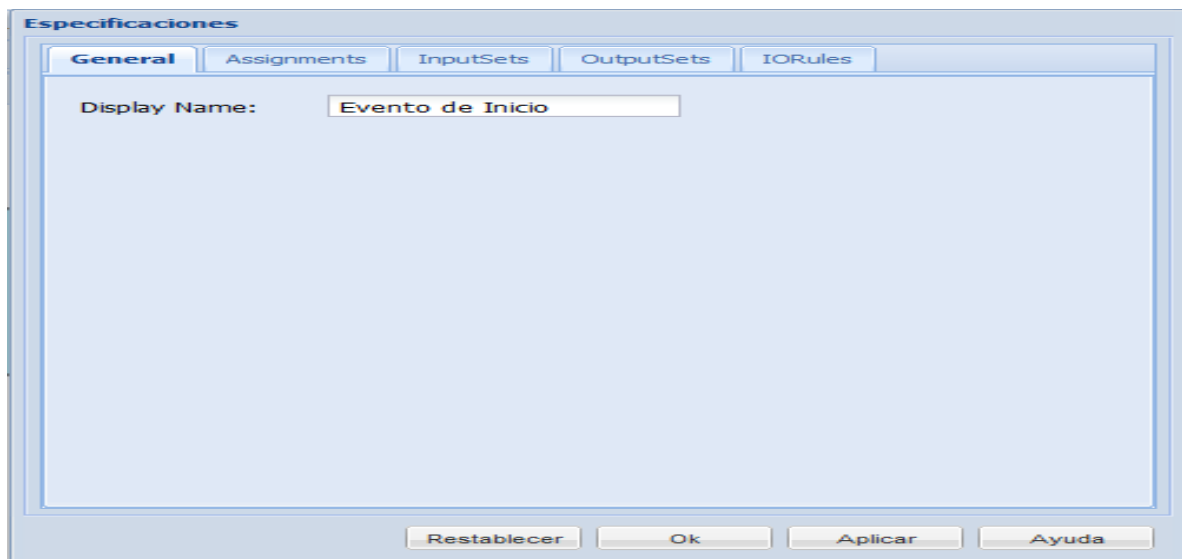 Especificaciones
General Assignments InputSets OutputSets IORules
Display Name: Evento de Inicio
Restablecer Ok Aplicar Ayuda